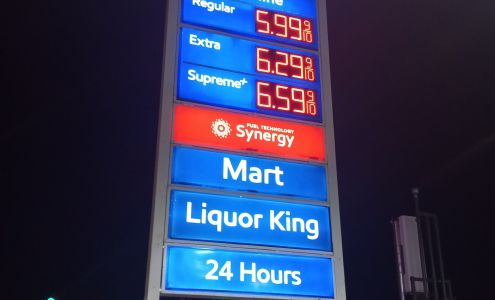 Regular 5.99 9/10
Extra 6.29 9/10
Supreme+ 6.59 9/10
FUEL TECHNOLOGY
Synergy
Mart
Liquor King
24 Hours